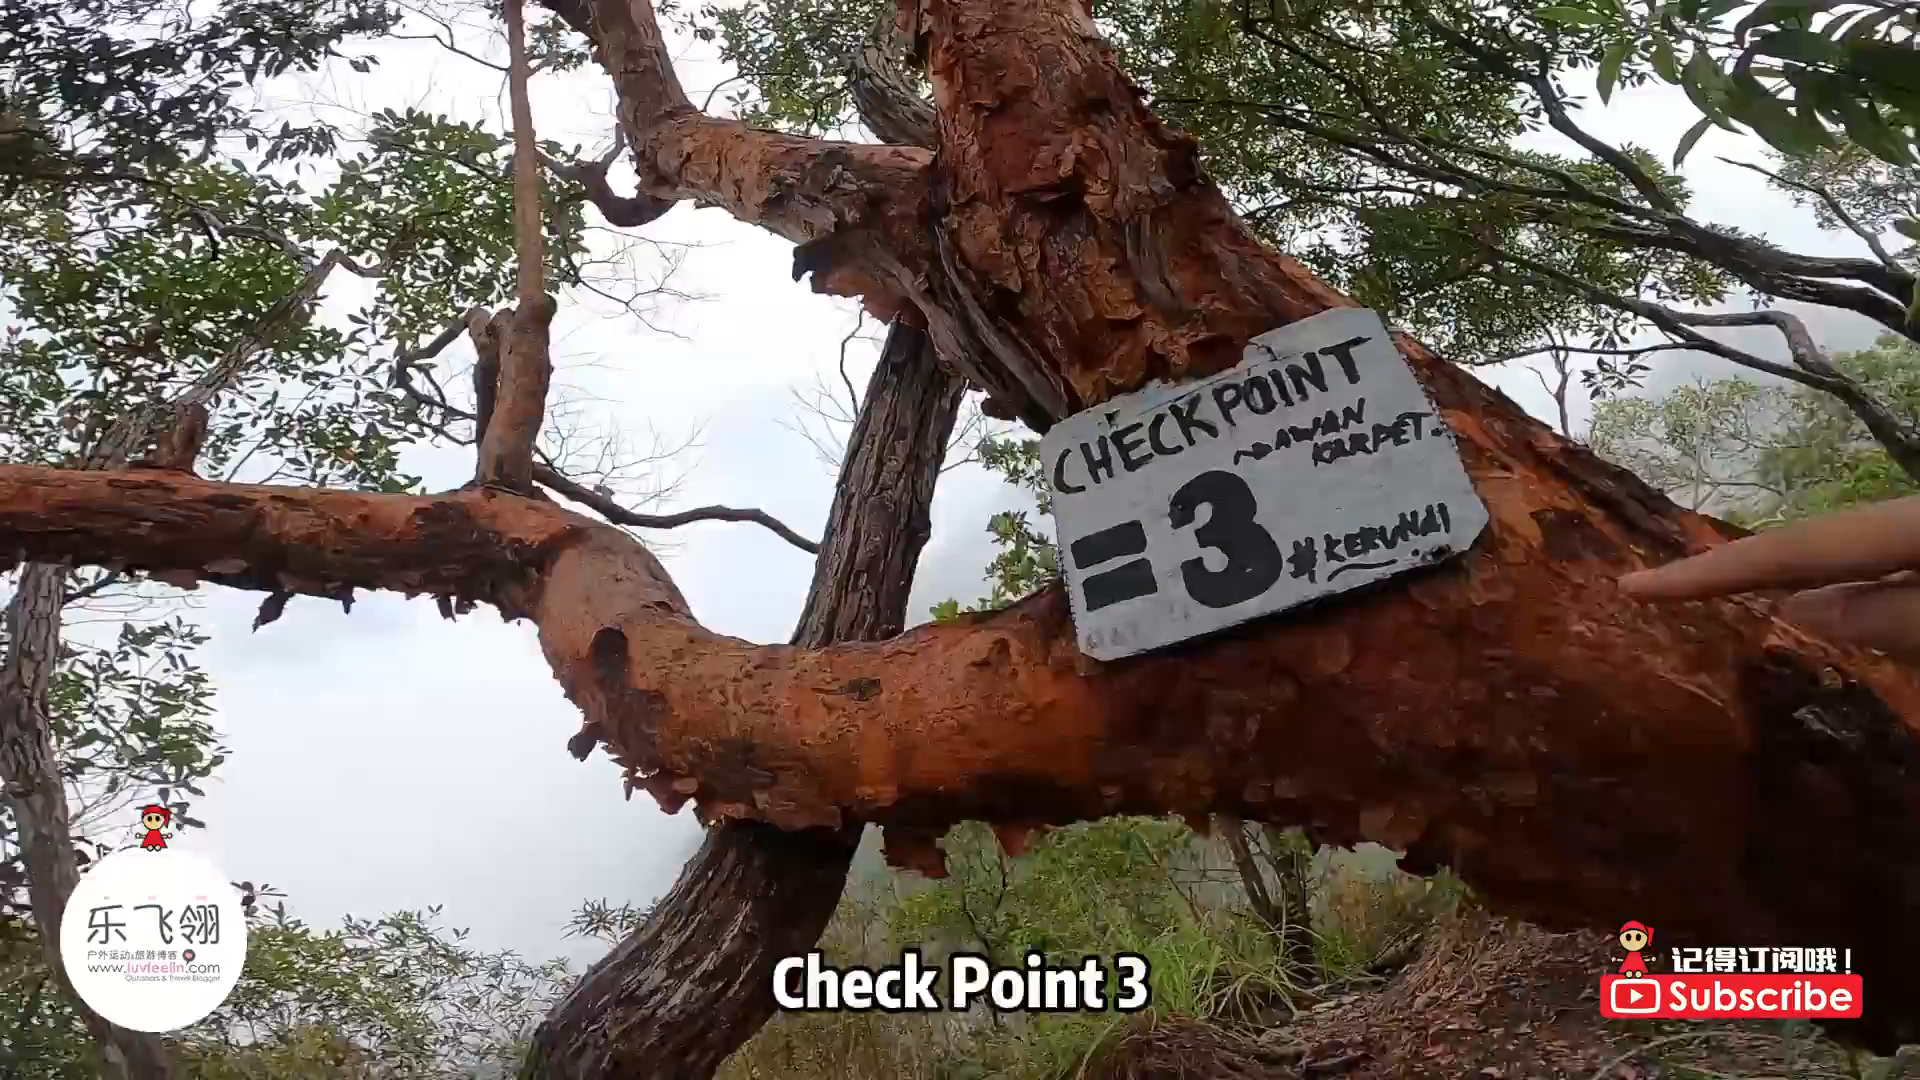 CHECKPOINT
~AWAN
KARPET.
=3
#KERUNAI
乐飞翎
户外运动&旅游博客
www.luvfeelin.com
Outdoors & Travel Blogger
Check Point 3
记得订阅哦！
Subscribe